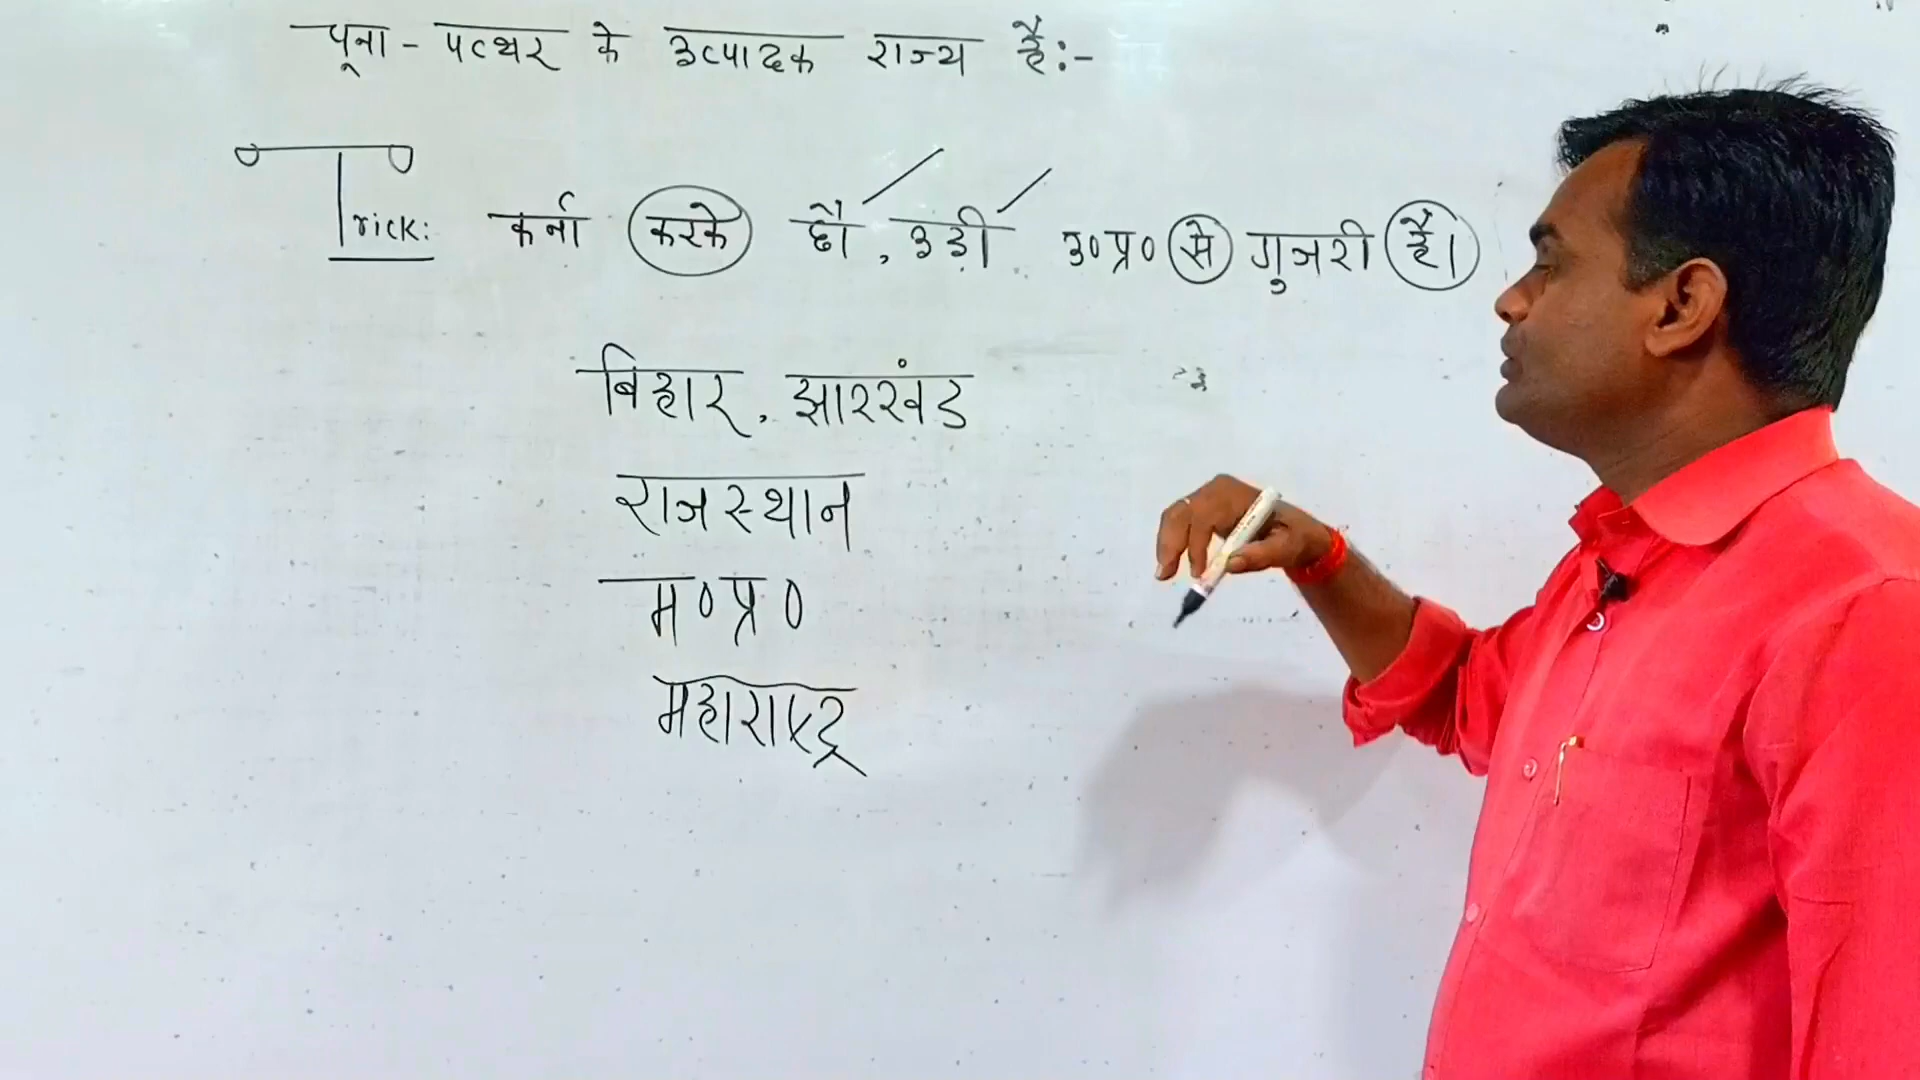 चूना - पत्थर के उत्पादक राज्य हैं:-
Trick: कर्ना करके छौ, उड़ी उ०प्र० से गुजरी है।
बिहार, झारखंड
राजस्थान
म०प्र०
महाराष्ट्र